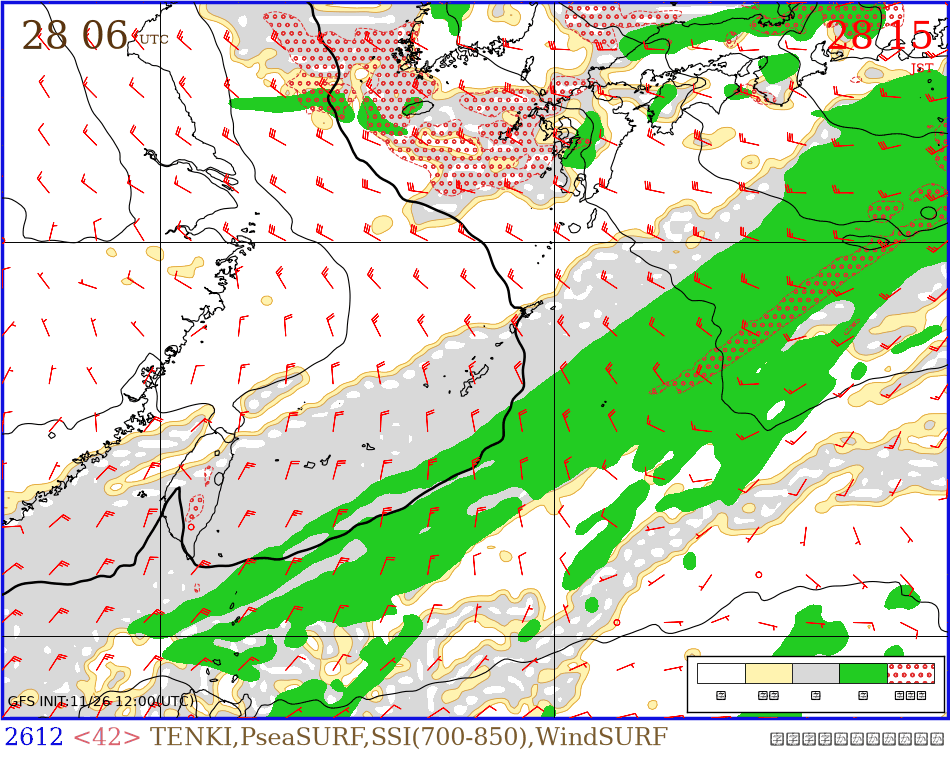 28 06 UTC
28 15 JST
GFS INIT:11/26 12:00(UTC)
2612 <42> TENKI,PseaSURF,SSI(700-850),WindSURF